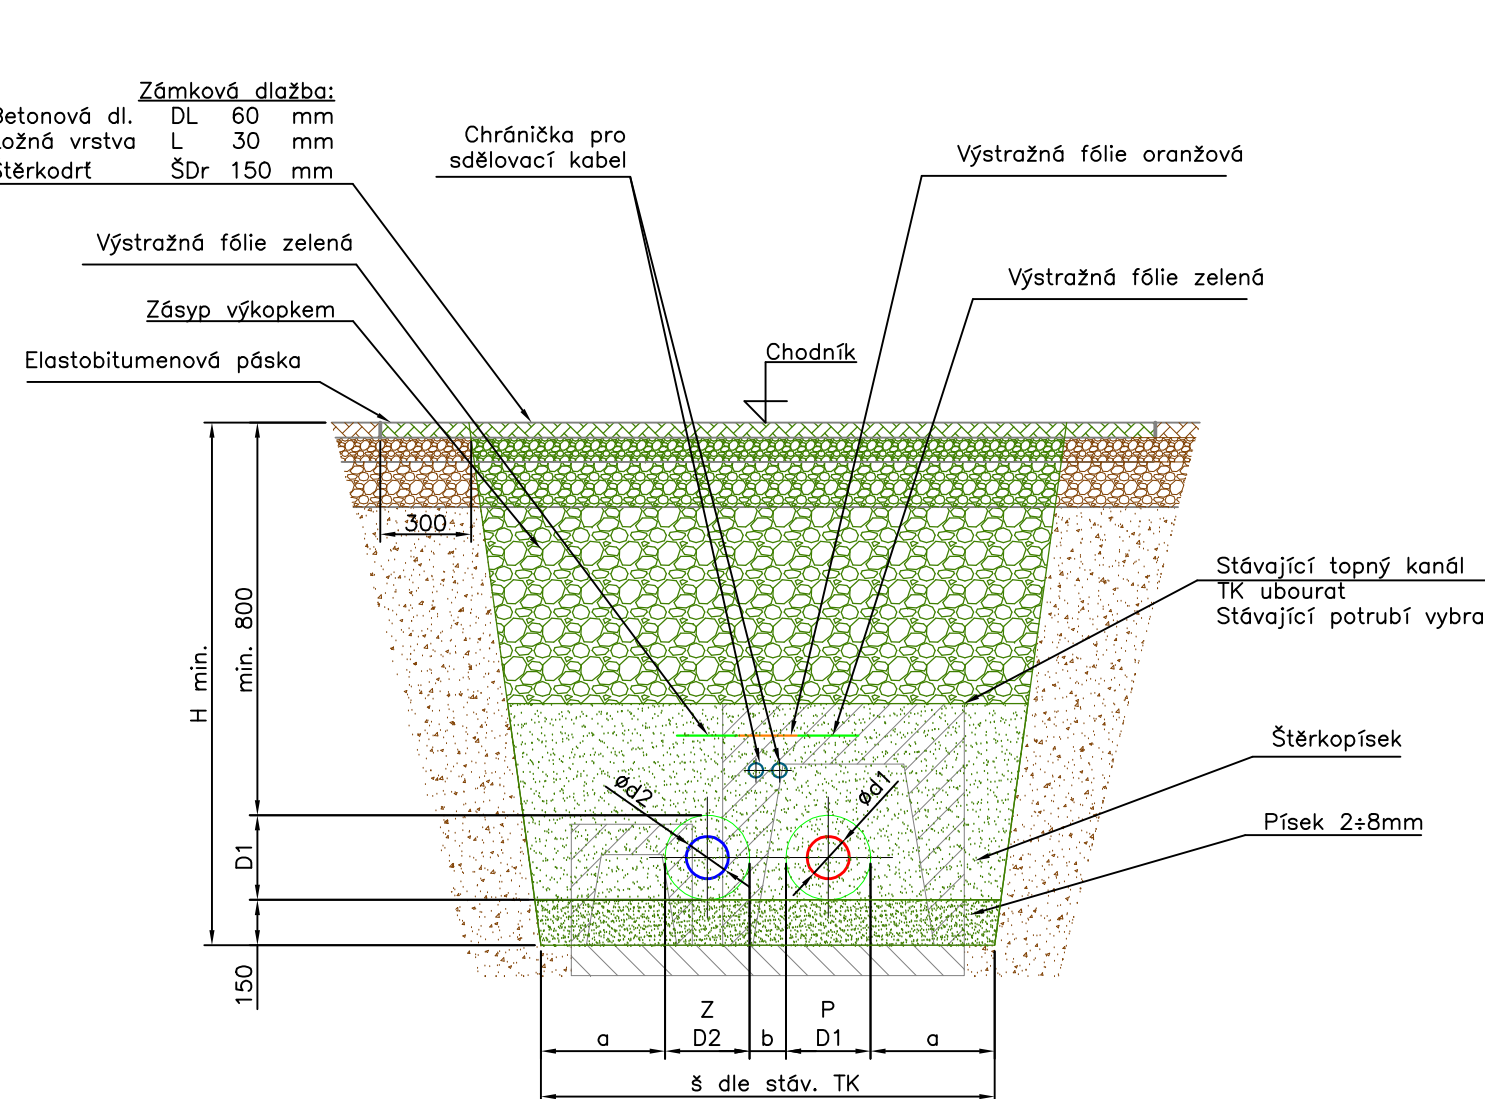 Zámková dlažba:
Betonová dl. DL 60 mm
Ložná vrstva L 30 mm
Štěrkodrť ŠDr 150 mm
Chránička pro
sdělovací kabel
Výstražná fólie oranžová
Výstražná fólie zelená
Výstražná fólie zelená
Zásyp výkopkem
Elastobitumenová páska
Chodník
300
Stávající topný kanál
TK ubourat
Stávající potrubí vybra
min. 800
H min.
Štěrkopísek
ød2
ød1
Písek 2÷8mm
D1
150
Z
P
a
D2
b
D1
a
š dle stáv. TK